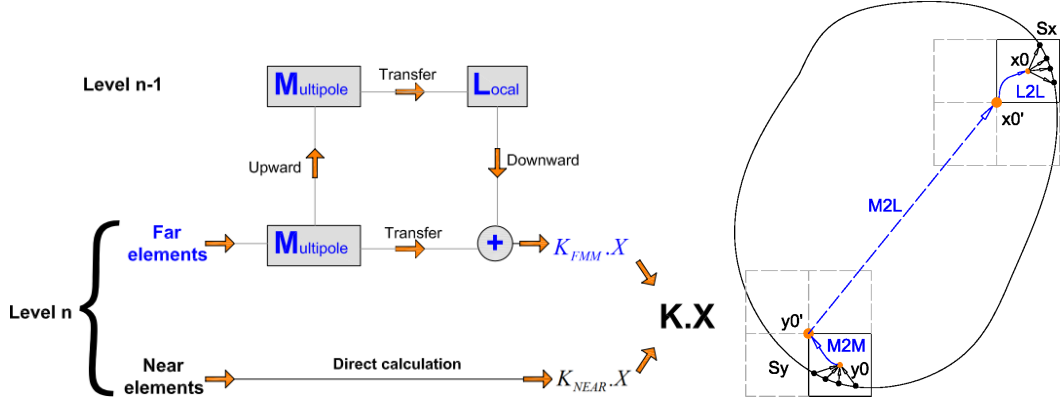 Level n-1
Multipole
Transfer
Local
Upward
Downward
Far
elements
Multipole
Transfer
+
K_FMM.X
Level n
K.X
Near
elements
Direct calculation
K_NEAR.X
Sx
x0
L2L
x0'
M2L
y0'
M2M
Sy
y0